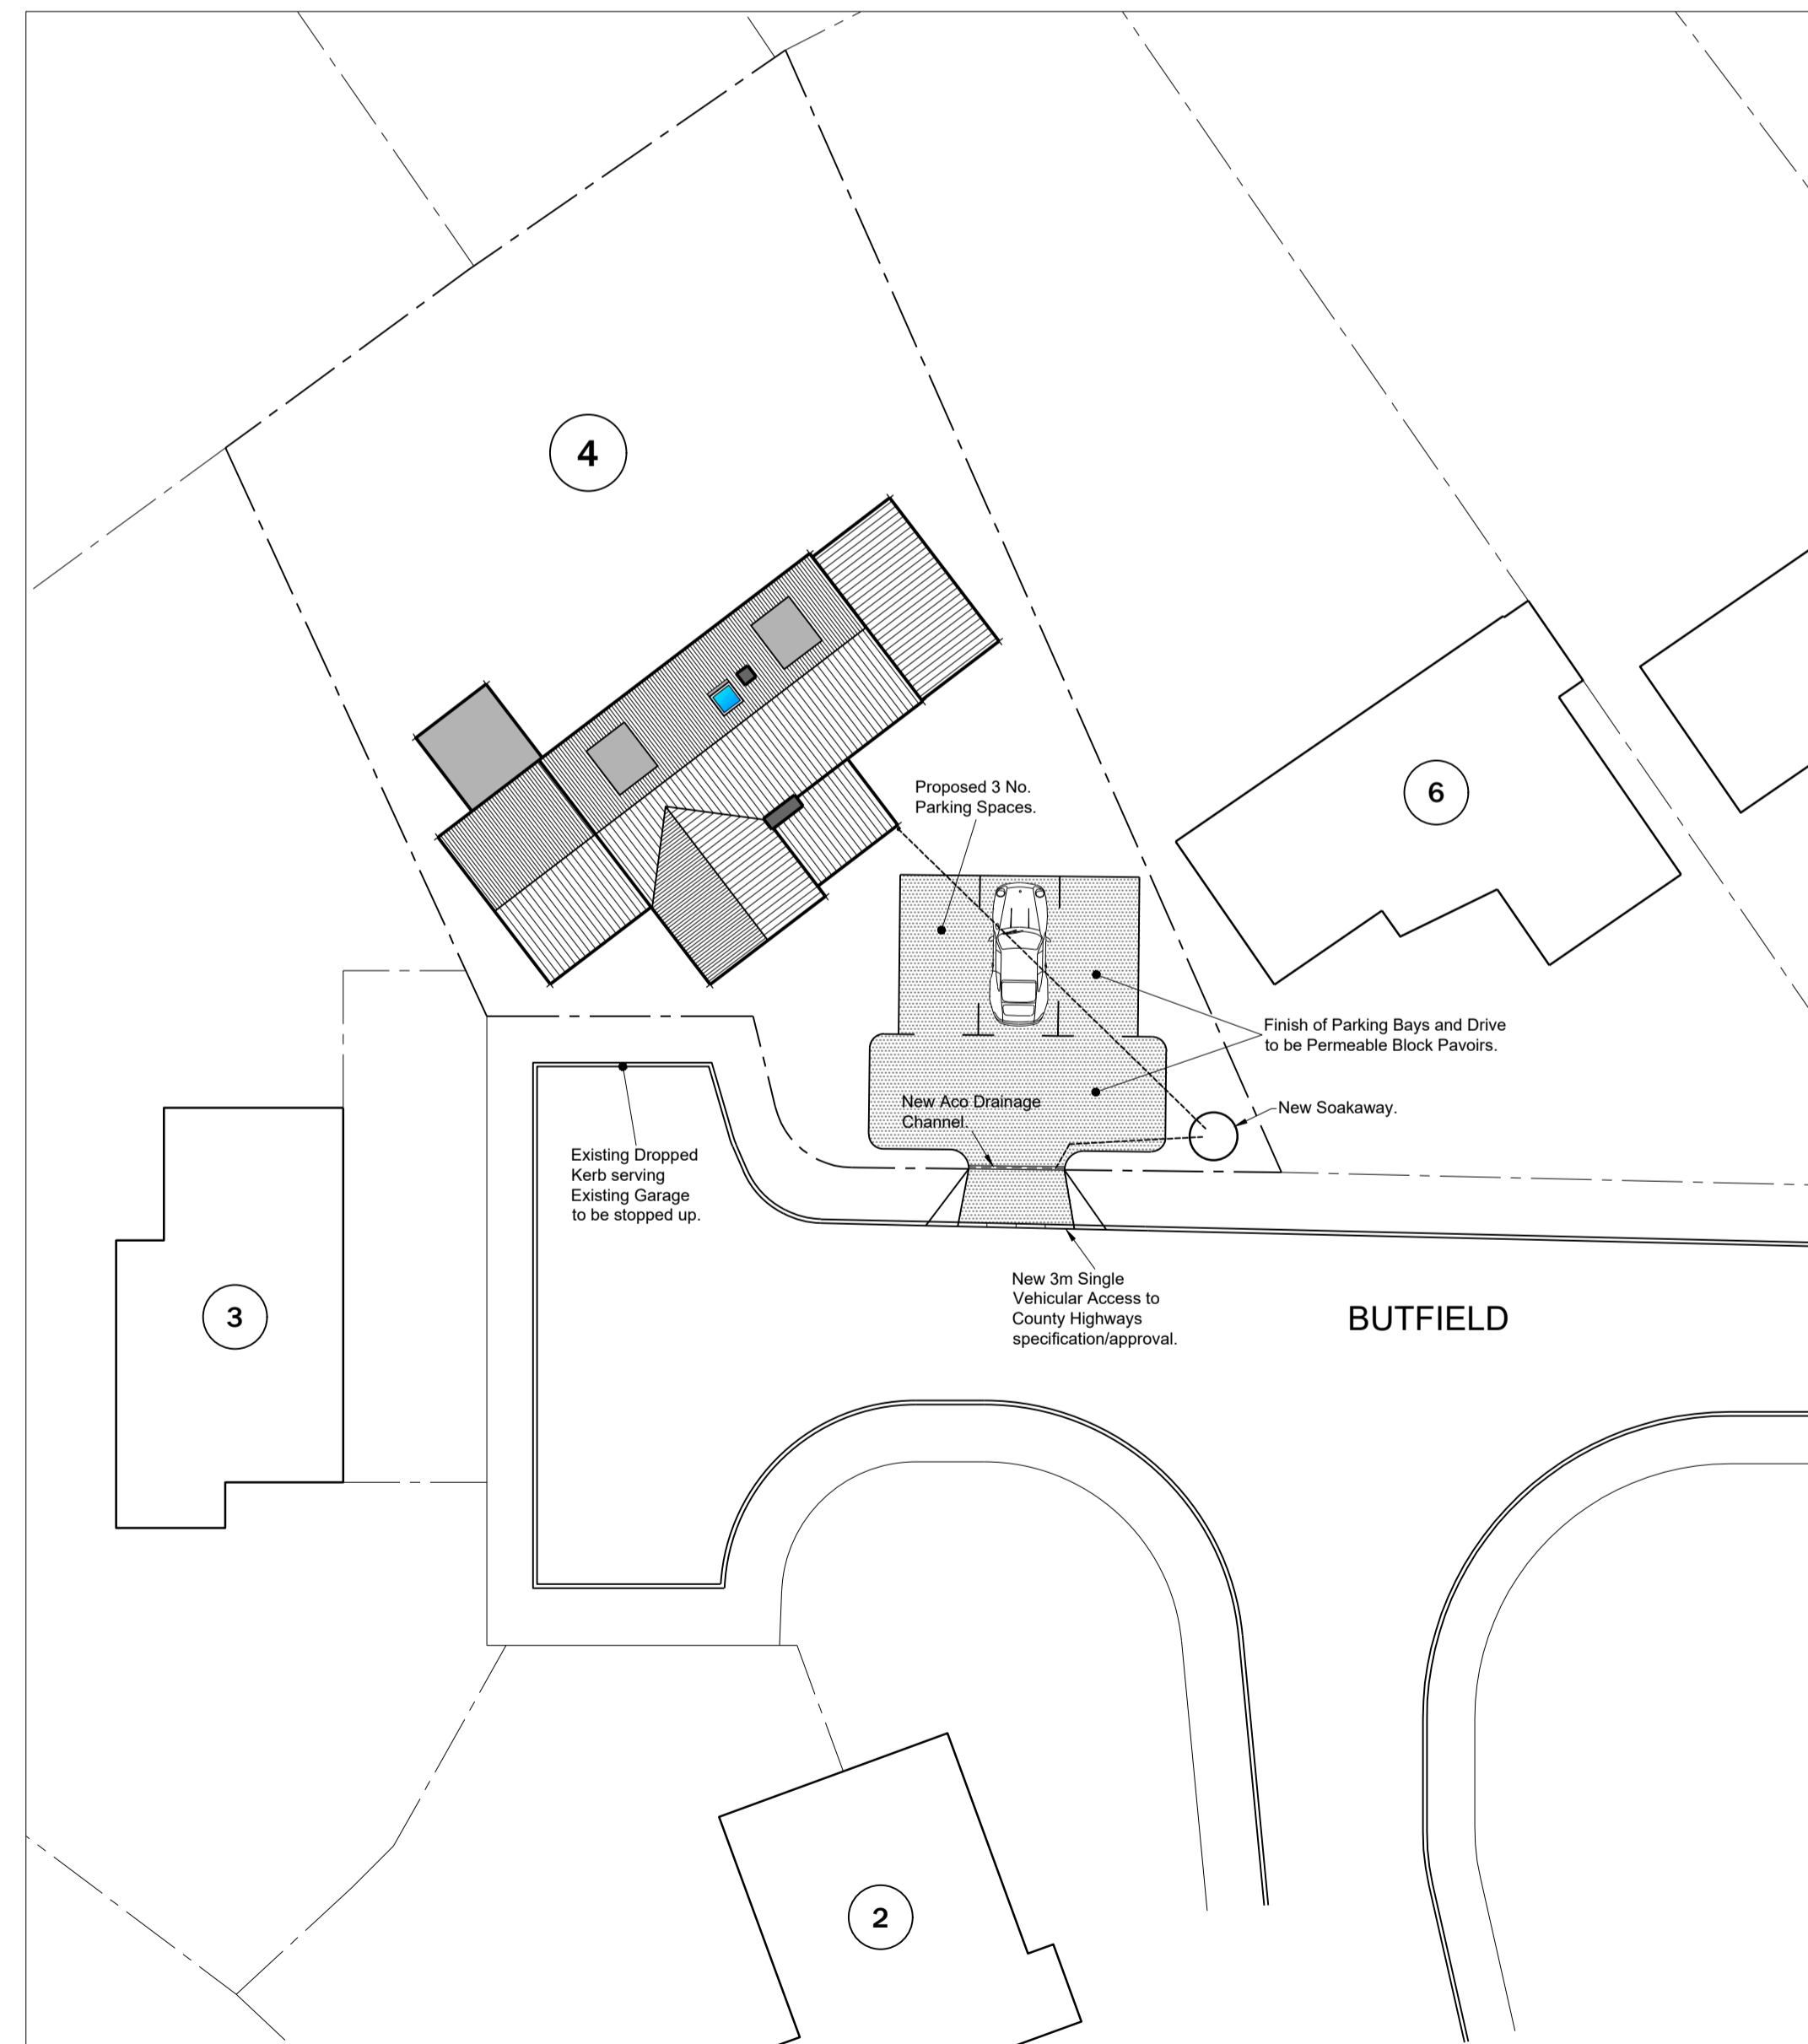 4
6
Proposed 3 No.
Parking Spaces.
Finish of Parking Bays and Drive
to be Permeable Block Pavoirs.
New Aco Drainage
Channel.
New Soakaway.
Existing Dropped
Kerb serving
Existing Garage
to be stopped up.
New 3m Single
Vehicular Access to
County Highways
specification/approval.
BUTFIELD
3
2